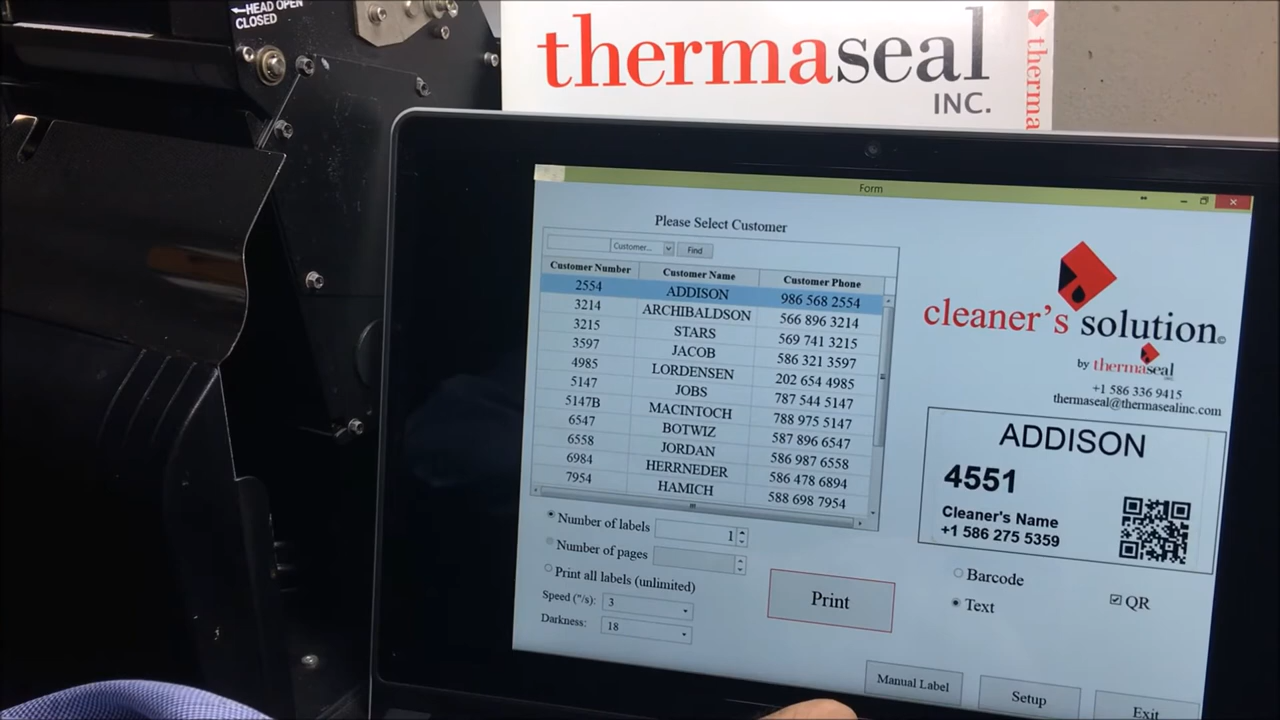 ←HEAD OPEN
CLOSED
thermaseal
INC.
therma
Form
Please Select Customer
Customer... Find
Customer Number Customer Name Customer Phone
2554 ADDISON 986 568 2554
3214 ARCHIBALDSON 566 896 3214
3215 STARS 569 741 3215
3597 JACOB 586 321 3597
4985 LORDENSEN 202 654 4985
5147 JOBS 787 544 5147
5147B MACINTOCH 788 975 5147
6547 BOTWIZ 587 896 6547
6558 JORDAN 586 987 6558
6984 HERRNEDER 586 478 6894
7954 HAMICH 588 698 7954
Number of labels 1
Number of pages
Print all labels (unlimited)
Speed ("/s): 3
Darkness: 18
Print
cleaner's solution©
by thermaseal
+1 586 336 9415
thermaseal@thermasealinc.com
ADDISON
4551
Cleaner's Name
+1 586 275 5359
Barcode
Text
QR
Manual Label
Setup
Exit